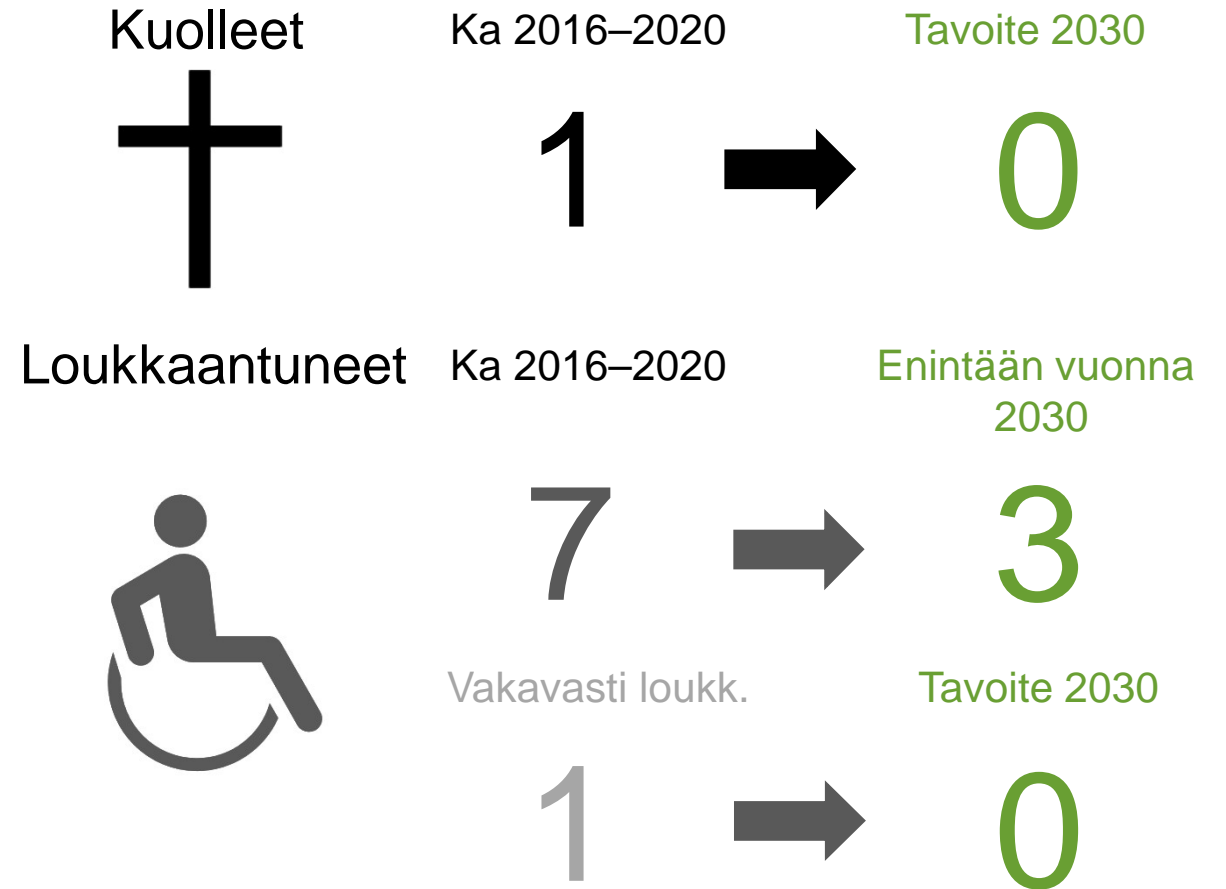 Kuolleet
Ka 2016–2020
Tavoite 2030
1
0
Loukkaantuneet
Ka 2016–2020
Enintään vuonna
2030
7
3
Vakavasti loukk.
Tavoite 2030
1
0